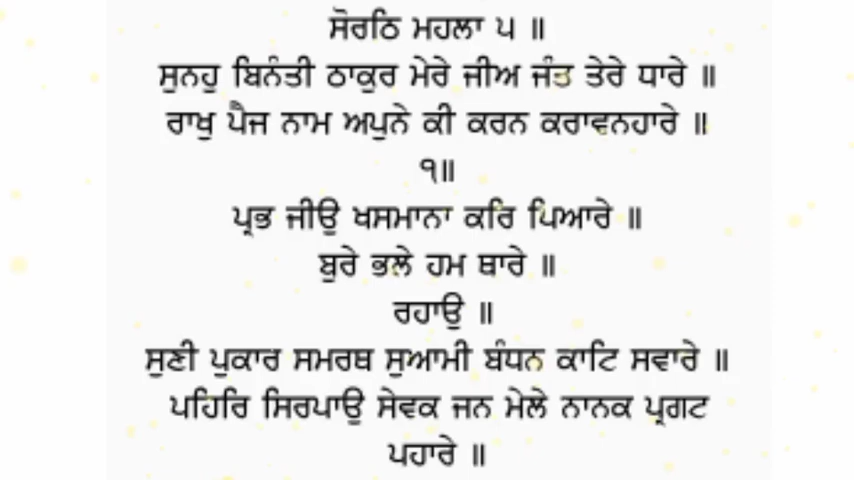 ਸੋਰਠਿ ਮਹਲਾ ੫ ॥
ਸੁਨਹੁ ਬਿਨੰਤੀ ਠਾਕੁਰ ਮੇਰੇ ਜੀਅ ਜੰਤ ਤੇਰੇ ਧਾਰੇ ॥
ਰਾਖੁ ਪੈਜ ਨਾਮ ਅਪੁਨੇ ਕੀ ਕਰਨ ਕਰਾਵਨਹਾਰੇ ॥
੧॥
ਪ੍ਰਭ ਜੀਉ ਖਸਮਾਨਾ ਕਰਿ ਪਿਆਰੇ ॥
ਬੁਰੇ ਭਲੇ ਹਮ ਥਾਰੇ ॥
ਰਹਾਉ ॥
ਸੁਣੀ ਪੁਕਾਰ ਸਮਰਥ ਸੁਆਮੀ ਬੰਧਨ ਕਾਟਿ ਸਵਾਰੇ ॥
ਪਹਿਰਿ ਸਿਰਪਾਉ ਸੇਵਕ ਜਨ ਮੇਲੇ ਨਾਨਕ ਪ੍ਰਗਟ
ਪਹਾਰੇ ॥